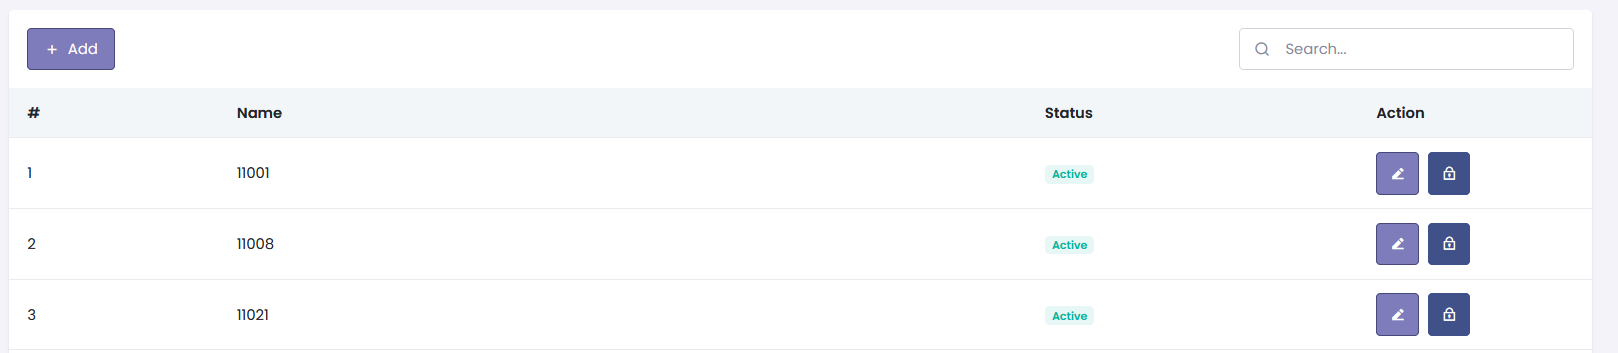 + Add
Search...
# Name Status Action
1 11001 Active
2 11008 Active
3 11021 Active